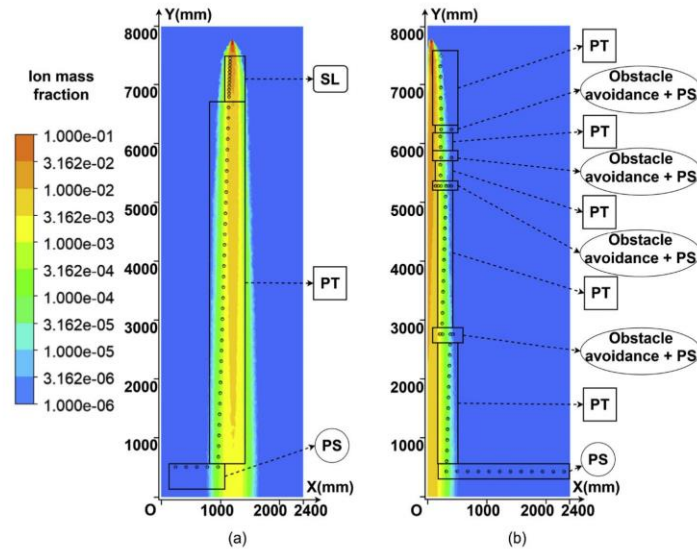 Y(mm)
8000
7000
6000
5000
4000
3000
2000
1000
O
1000
2000
2400
X(mm)
Ion mass
fraction
1.000e-01
3.162e-02
1.000e-02
3.162e-03
1.000e-03
3.162e-04
1.000e-04
3.162e-05
1.000e-05
3.162e-06
1.000e-06
SL
PT
PS
(a)
Y(mm)
8000
7000
6000
5000
4000
3000
2000
1000
O
1000
2000
2400
X(mm)
PT
Obstacle
avoidance + PS
PT
Obstacle
avoidance + PS
PT
Obstacle
avoidance + PS
PT
Obstacle
avoidance + PS
PT
PS
(b)